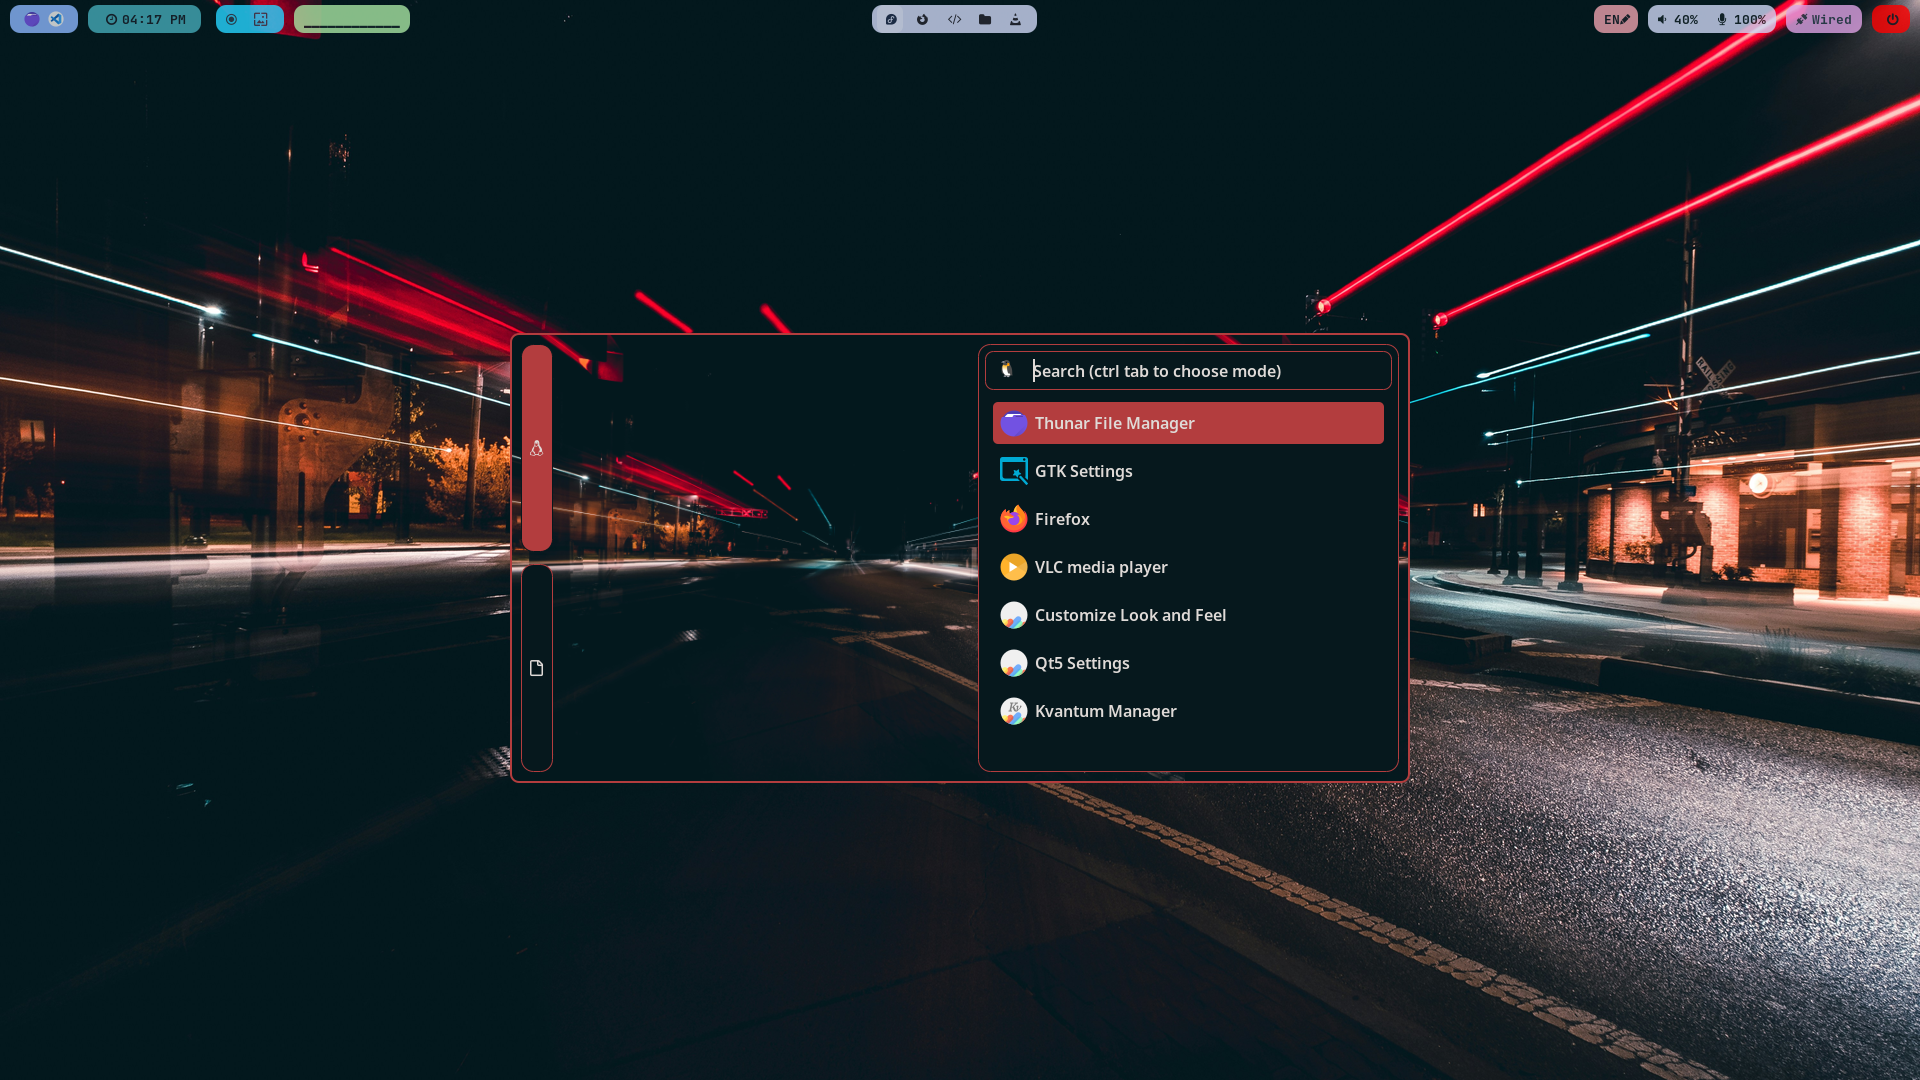 04:17 PM
EN
40%
100%
Wired
Search (ctrl tab to choose mode)
Thunar File Manager
GTK Settings
Firefox
VLC media player
Customize Look and Feel
Qt5 Settings
Kv
Kvantum Manager